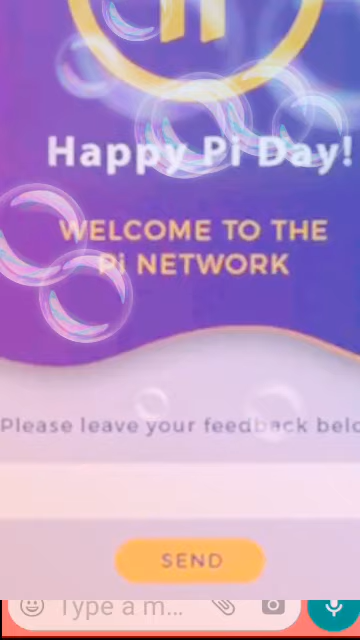 Happy Pi Day!
WELCOME TO THE
Pi NETWORK
Please leave your feedback belo
SEND
Type a m...